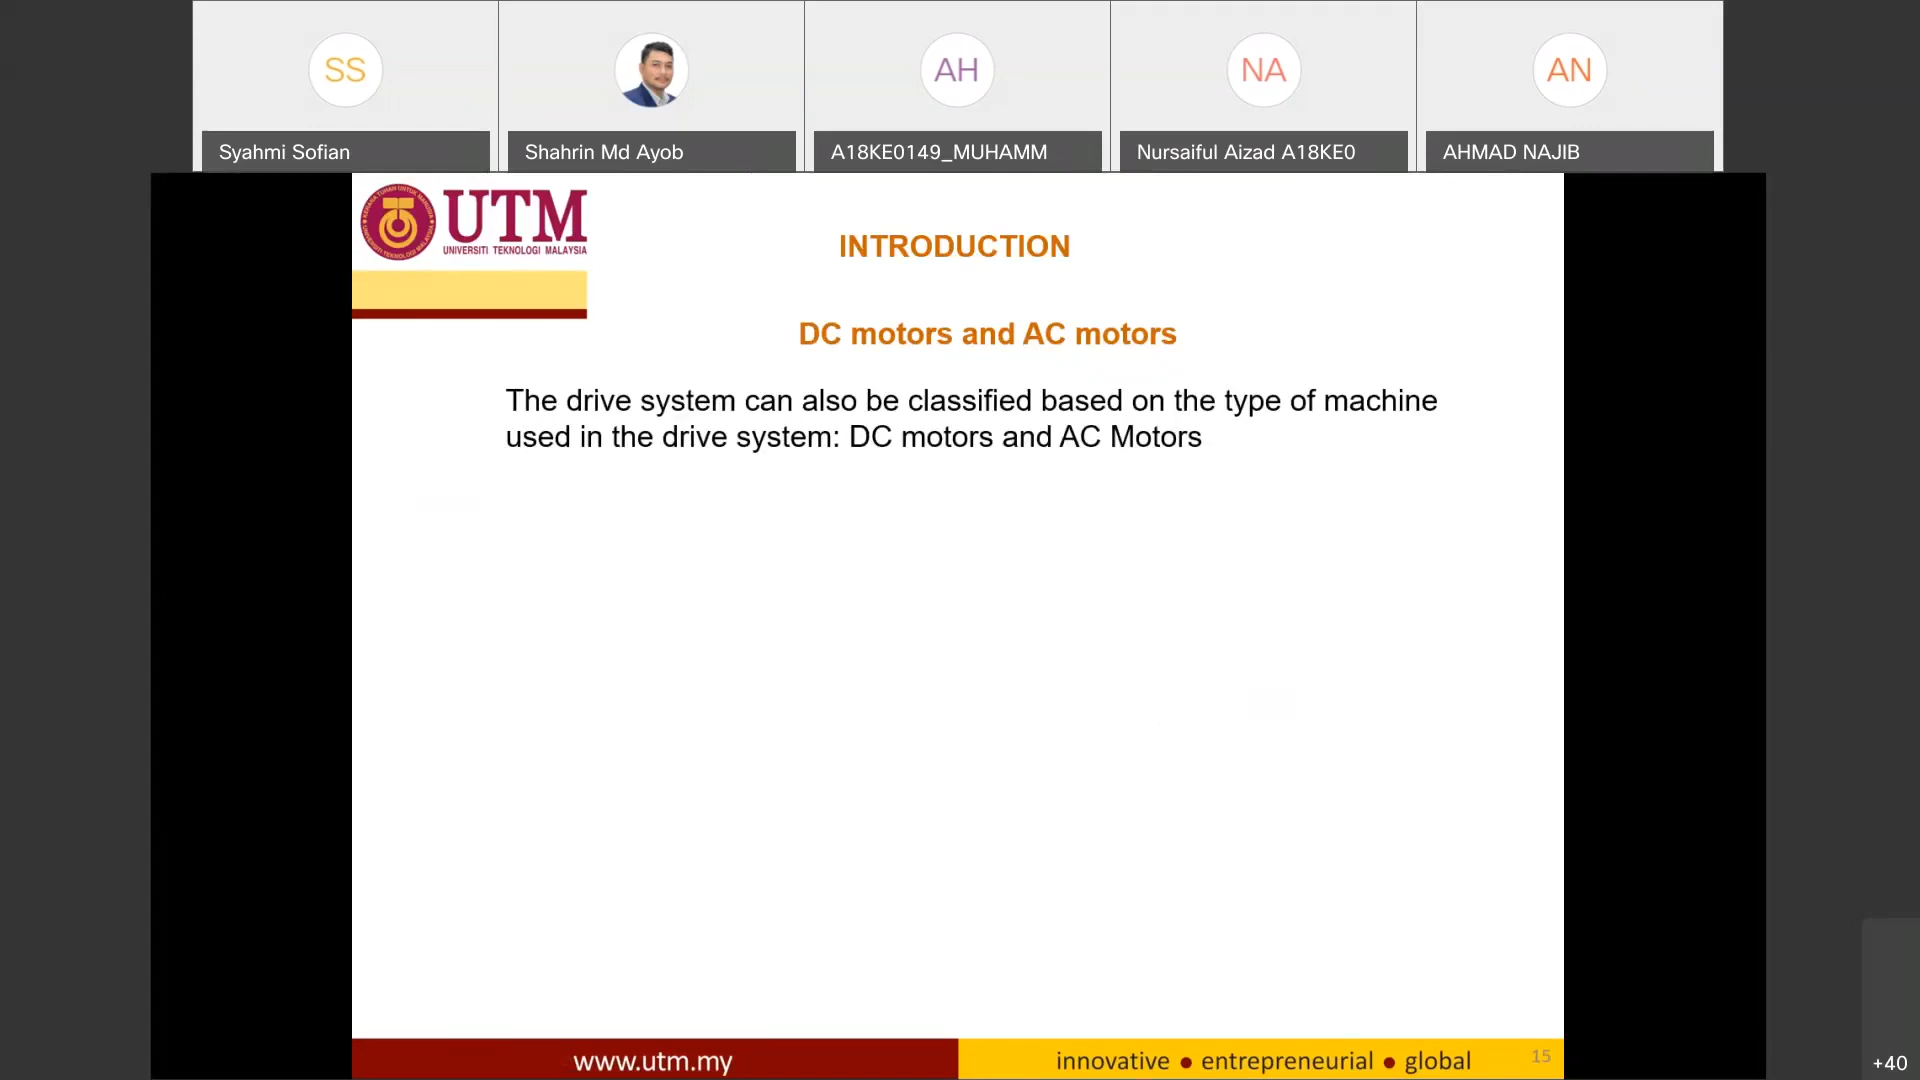 SS
AH
NA
AN
Syahmi Sofian
Shahrin Md Ayob
A18KE0149_MUHAMM
Nursaiful Aizad A18KE0
AHMAD NAJIB
UTM
UNIVERSITI TEKNOLOGI MALAYSIA
INTRODUCTION
DC motors and AC motors
The drive system can also be classified based on the type of machine
used in the drive system: DC motors and AC Motors
www.utm.my
innovative ● entrepreneurial ● global
15
+40